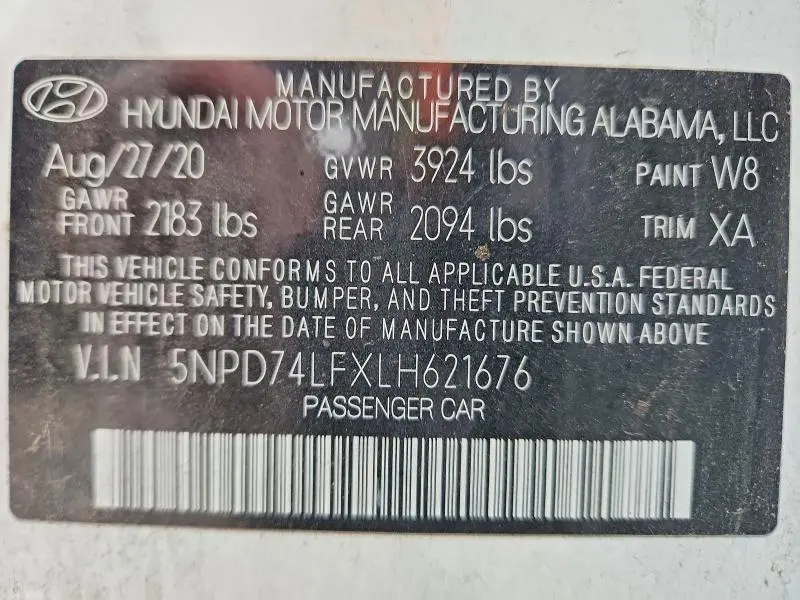 MANUFACTURED BY
HYUNDAI MOTOR MANUFACTURING ALABAMA, LLC
Aug/27/20 GVWR 3924 lbs PAINT W8
GAWR FRONT 2183 lbs GAWR REAR 2094 lbs TRIM XA
THIS VEHICLE CONFORMS TO ALL APPLICABLE U.S.A. FEDERAL
MOTOR VEHICLE SAFETY, BUMPER, AND THEFT PREVENTION STANDARDS
IN EFFECT ON THE DATE OF MANUFACTURE SHOWN ABOVE.
V.I.N 5NPD74LFXLH621676
PASSENGER CAR